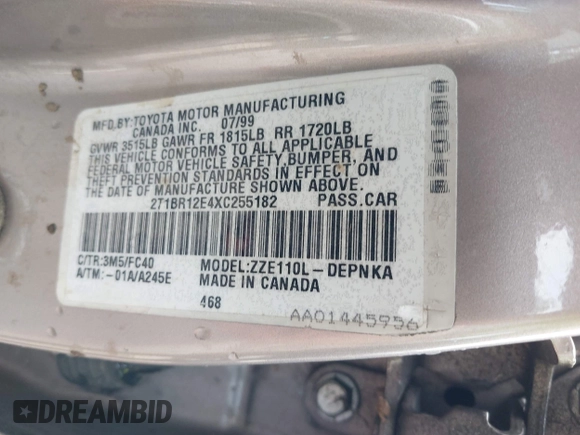 MFD.BY:TOYOTA MOTOR MANUFACTURING
CANADA INC. 07/99
GVWR 3515LB GAWR FR 1815LB RR 1720LB
THIS VEHICLE CONFORMS TO ALL APPLICABLE
FEDERAL MOTOR VEHICLE SAFETY,BUMPER, AND
THEFT PREVENTION STANDARDS IN EFFECT ON
THE DATE OF MANUFACTURE SHOWN ABOVE.
2T1BR12E4XC255182 PASS.CAR
C/TR:3M5/FC40 MODEL:ZZE110L-DEPNKA
A/TM:-01A/A245E MADE IN CANADA
468
AA01445956
DREAMBID